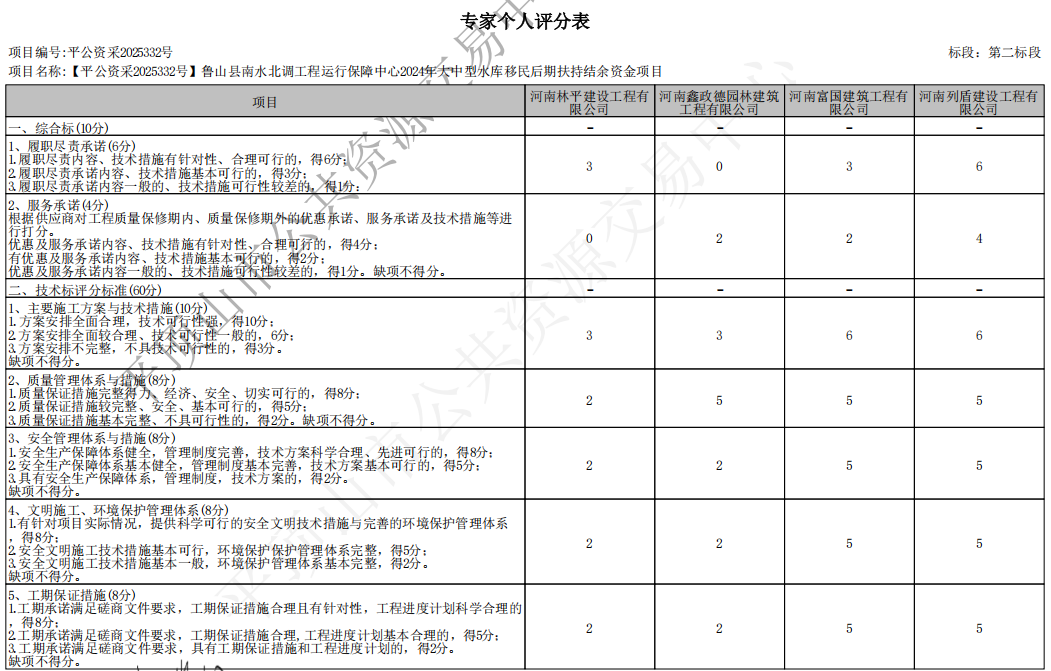 专家个人评分表
项目编号:平公资采2025332号
标段: 第二标段
项目名称:【平公资采2025332号】鲁山县南水北调工程运行保障中心2024年大中型水库移民后期扶持结余资金项目
项目
河南林平建设工程有限公司
河南鑫政德园林建筑工程有限公司
河南富国建筑工程有限公司
河南列盾建设工程有限公司
一、综合标(10分) - - - -
1、履职尽责承诺(6分)
1.履职尽责内容、技术措施有针对性、合理可行的，得6分；
2.履职尽责承诺内容、技术措施基本可行的，得3分；
3.履职尽责承诺内容一般的、技术措施可行性较差的，得1分；
3 0 3 6
2、服务承诺(4分)
根据供应商对工程质量保修期内、质量保修期外的优惠承诺、服务承诺及技术措施等进
行打分。
优惠及服务承诺内容、技术措施有针对性、合理可行的，得4分；
有优惠及服务承诺内容、技术措施基本可行的，得2分；
优惠及服务承诺内容一般的、技术措施可行性较差的，得1分。缺项不得分。
0 2 2 4
二、技术标评分标准(60分) - - - -
1、主要施工方案与技术措施(10分)
1.方案安排全面合理，技术可行性强，得10分；
2.方案安排全面较合理、技术可行性一般的，6分；
3.方案安排不完整，不具技术可行性的，得3分。
缺项不得分。
3 3 6 6
2、质量管理体系与措施(8分)
1.质量保证措施完整得力、经济、安全、切实可行的，得8分；
2.质量保证措施较完整、安全、基本可行的，得5分；
3.质量保证措施基本完整、不具可行性的，得2分。缺项不得分。
2 5 5 5
3、安全管理体系与措施(8分)
1.安全生产保障体系健全，管理制度完善，技术方案科学合理、先进可行的，得8分；
2.安全生产保障体系基本健全，管理制度基本完善，技术方案基本可行的，得5分；
3.具有安全生产保障体系，管理制度，技术方案的，得2分。
缺项不得分。
2 2 5 5
4、文明施工、环境保护管理体系(8分)
1.有针对项目实际情况，提供科学可行的安全文明技术措施与完善的环境保护管理体系
，得8分；
2.安全文明施工技术措施基本可行，环境保护保护管理体系完整，得5分；
3.安全文明施工技术措施基本一般，环境保护管理体系基本完整，得2分。
缺项不得分。
2 2 5 5
5、工期保证措施(8分)
1.工期承诺满足磋商文件要求，工期保证措施合理且有针对性，工程进度计划科学合理的
，得8分；
2.工期承诺满足磋商文件要求，工期保证措施合理,工程进度计划基本合理的，得5分；
3.工期承诺满足磋商文件要求，具有工期保证措施和工程进度计划的，得2分。
缺项不得分。
2 2 5 5
平顶山市公共资源交易中心
平顶山市公共资源交易中心